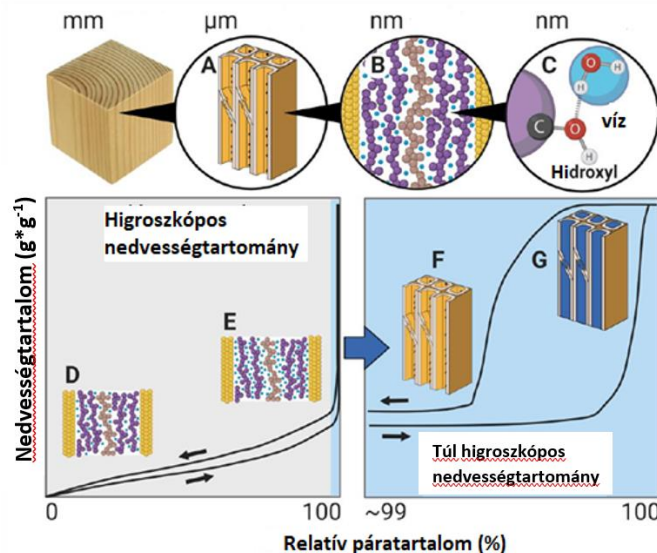 mm
µm
nm
nm
A
B
C
O
H
H
víz
C
O
H
Hidroxyl
Nedvességtartalom (g*g⁻¹)
Higroszkópos
nedvességtartomány
D
E
F
G
Túl higroszkópos
nedvességtartomány
0
100
~99
100
Relatív páratartalom (%)